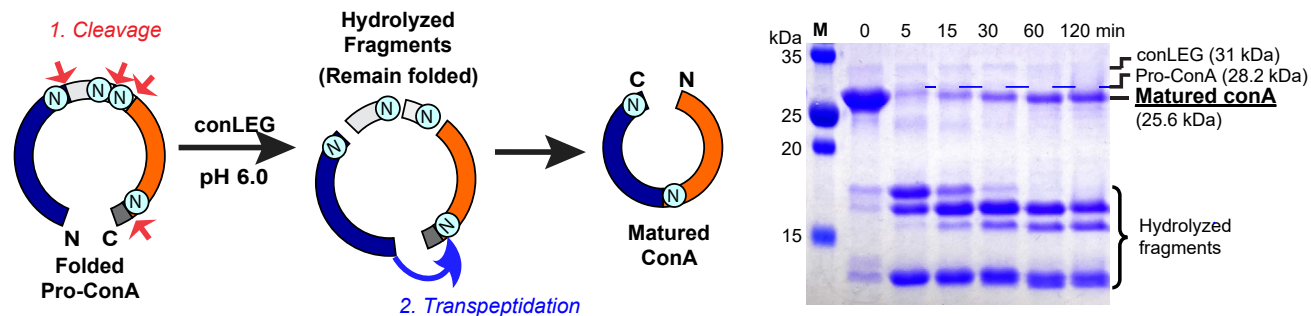 1. Cleavage
N
N
N
N
N C
Folded
Pro-ConA
conLEG
pH 6.0
Hydrolyzed
Fragments
(Remain folded)
N
N
N
N
2. Transpeptidation
C N
N
N
Matured
ConA
kDa M 0 5 15 30 60 120 min
35
25
20
15
conLEG (31 kDa)
Pro-ConA (28.2 kDa)
Matured conA
(25.6 kDa)
Hydrolyzed
fragments